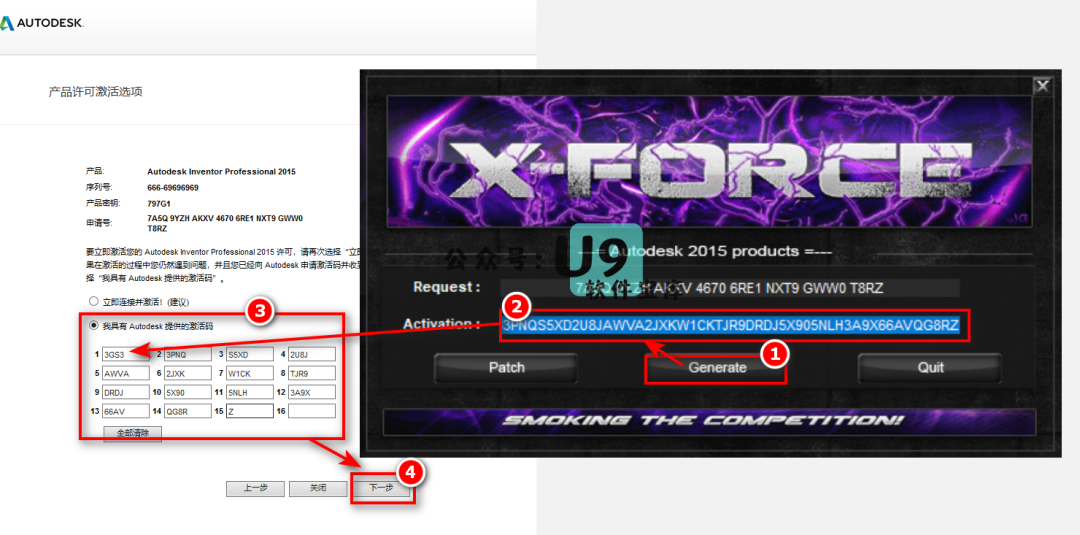 AUTODESK.
产品许可激活选项
产品:
Autodesk Inventor Professional 2015
序列号:
666-69696969
产品密钥:
797G1
申请号:
7A5Q 9YZH AKXV 4670 6RE1 NXT9 GWW0
T8RZ
要立即激活您的 Autodesk Inventor Professional 2015 许可，请再次选择“立
果在激活的过程中您仍然遇到问题，并且您已经向 Autodesk 申请激活码并收
择“我具有 Autodesk 提供的激活码”。
立即连接并激活! (建议)
我具有 Autodesk 提供的激活码
1 3GS3 2 3PNQ 3 S5XD 4 2U8J
5 AWVA 6 2JXK 7 W1CK 8 TJR9
9 DRDJ 10 5X90 11 5NLH 12 3A9X
13 66AV 14 QG8R 15 Z 16
全部清除
上一步 关闭 下一步
X
X-FORCE
JG
---= Autodesk 2015 products =---
公众号: U9
软件宝库
Request :
AKXV 4670 6RE1 NXT9 GWW0 T8RZ
Activation :
3PNQS5XD2U8JAWVA2JXKW1CKTJR9DRDJ5X905NLH3A9X66AVQG8RZ
Patch Generate Quit
SMOKING THE COMPETITION!
1
2
3
4